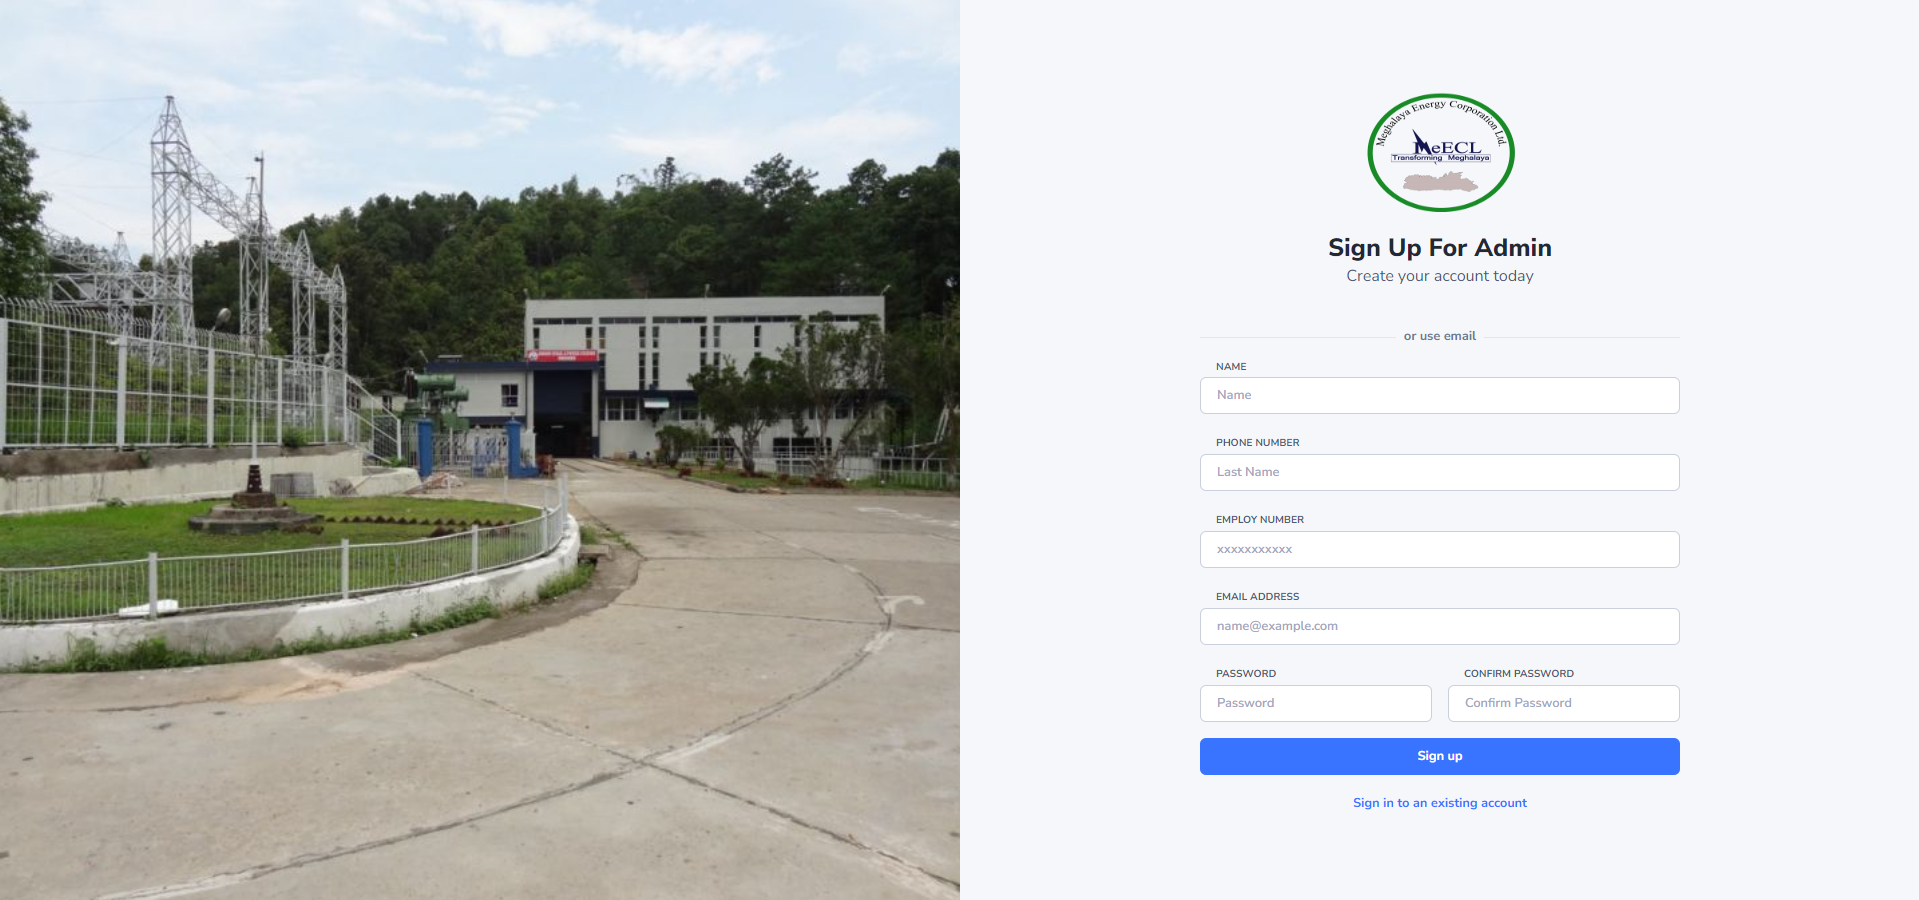 Meghalaya Energy Corporation Ltd.
MeECL
Transforming Meghalaya
Sign Up For Admin
Create your account today
or use email
NAME
Name
PHONE NUMBER
Last Name
EMPLOY NUMBER
xxxxxxxxxxx
EMAIL ADDRESS
name@example.com
PASSWORD
CONFIRM PASSWORD
Password
Confirm Password
Sign up
Sign in to an existing account